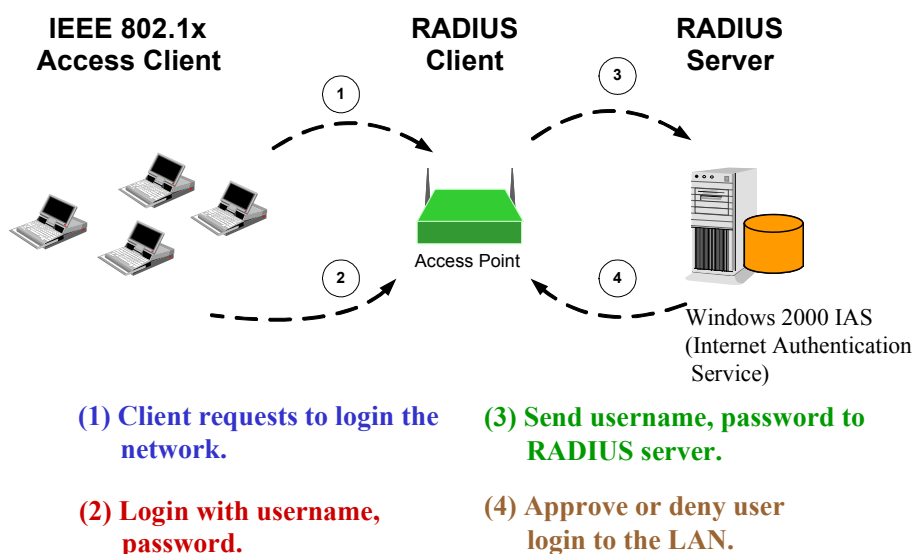 IEEE 802.1x
Access Client
RADIUS
Client
RADIUS
Server
1
3
Access Point
2
4
Windows 2000 IAS
(Internet Authentication
Service)
(1) Client requests to login the
network.
(2) Login with username,
password.
(3) Send username, password to
RADIUS server.
(4) Approve or deny user
login to the LAN.